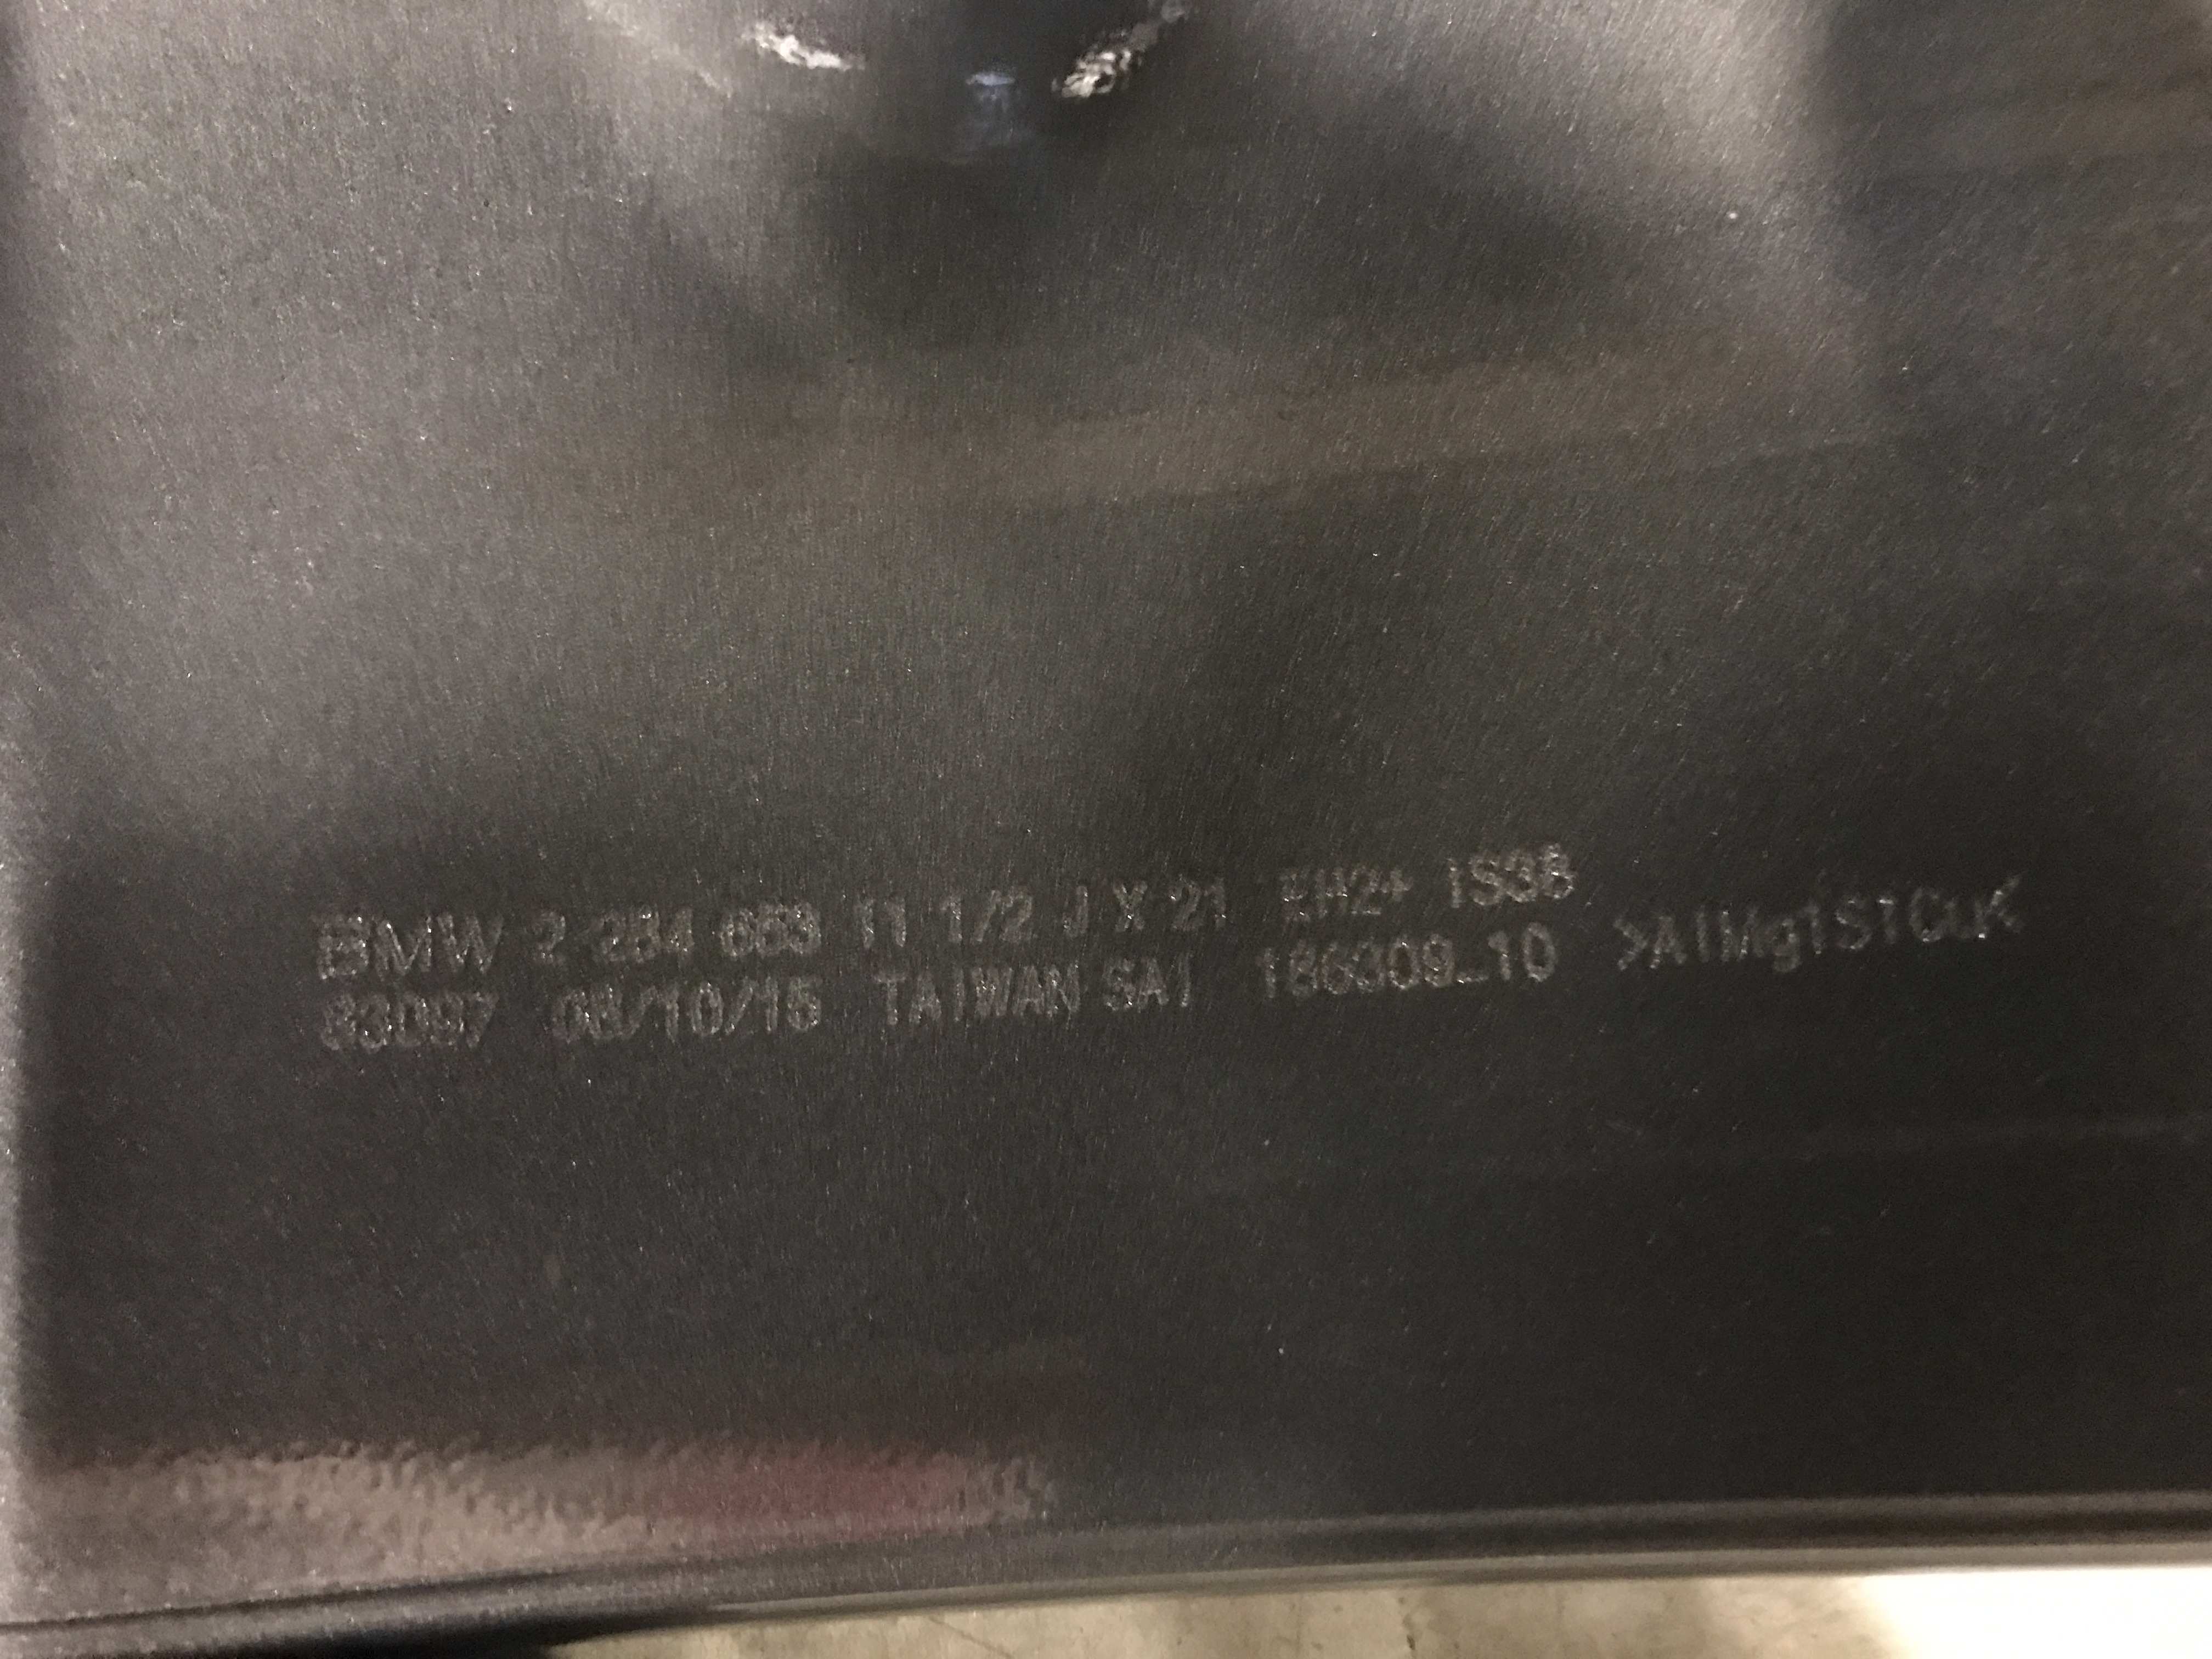 BMW 2 284 653 11 1/2 J X 21 EH2+ IS38
83097 08/10/15 TAIWAN SAI 186309_10 >AlMg1SiCu<